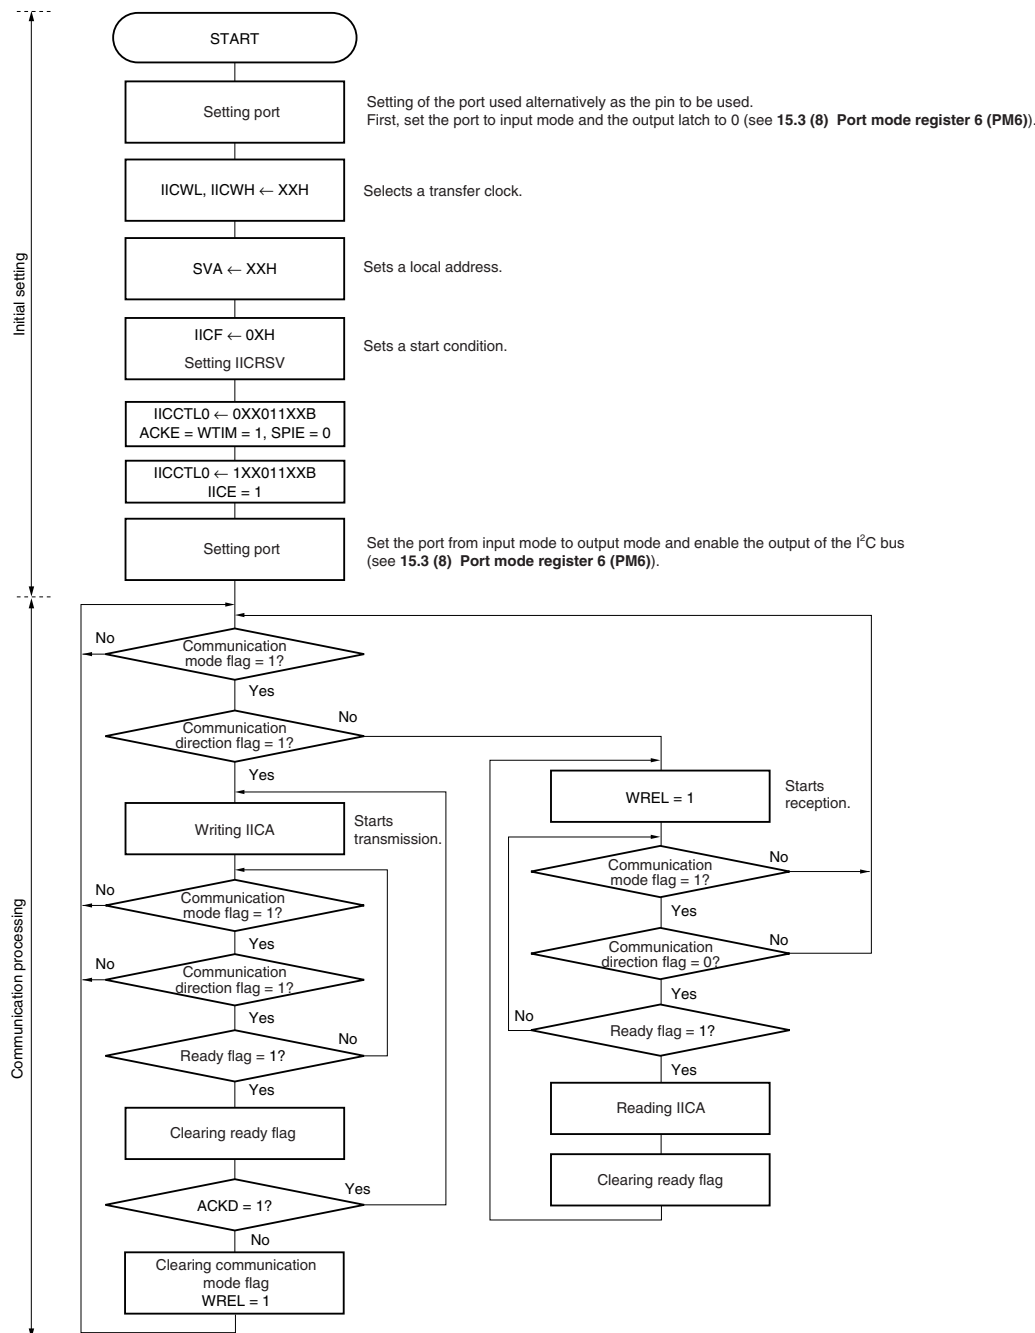 START
Setting port
Setting of the port used alternatively as the pin to be used.
First, set the port to input mode and the output latch to 0 (see 15.3 (8) Port mode register 6 (PM6)).
IICWL, IICWH ← XXH
Selects a transfer clock.
SVA ← XXH
Sets a local address.
Initial setting
IICF ← 0XH
Setting IICRSV
Sets a start condition.
IICCTL0 ← 0XX011XXB
ACKE = WTIM = 1, SPIE = 0
IICCTL0 ← 1XX011XXB
IICE = 1
Setting port
Set the port from input mode to output mode and enable the output of the I²C bus
(see 15.3 (8) Port mode register 6 (PM6)).
No
Communication
mode flag = 1?
Yes
No
Communication
direction flag = 1?
Yes
Writing IICA
Starts
transmission.
No
Communication
mode flag = 1?
Yes
No
Communication
direction flag = 1?
Yes
No
Ready flag = 1?
Yes
Clearing ready flag
Yes
ACKD = 1?
No
Clearing communication
mode flag
WREL = 1
Communication processing
WREL = 1
Starts
reception.
No
Communication
mode flag = 1?
Yes
No
Communication
direction flag = 0?
Yes
No
Ready flag = 1?
Yes
Reading IICA
Clearing ready flag